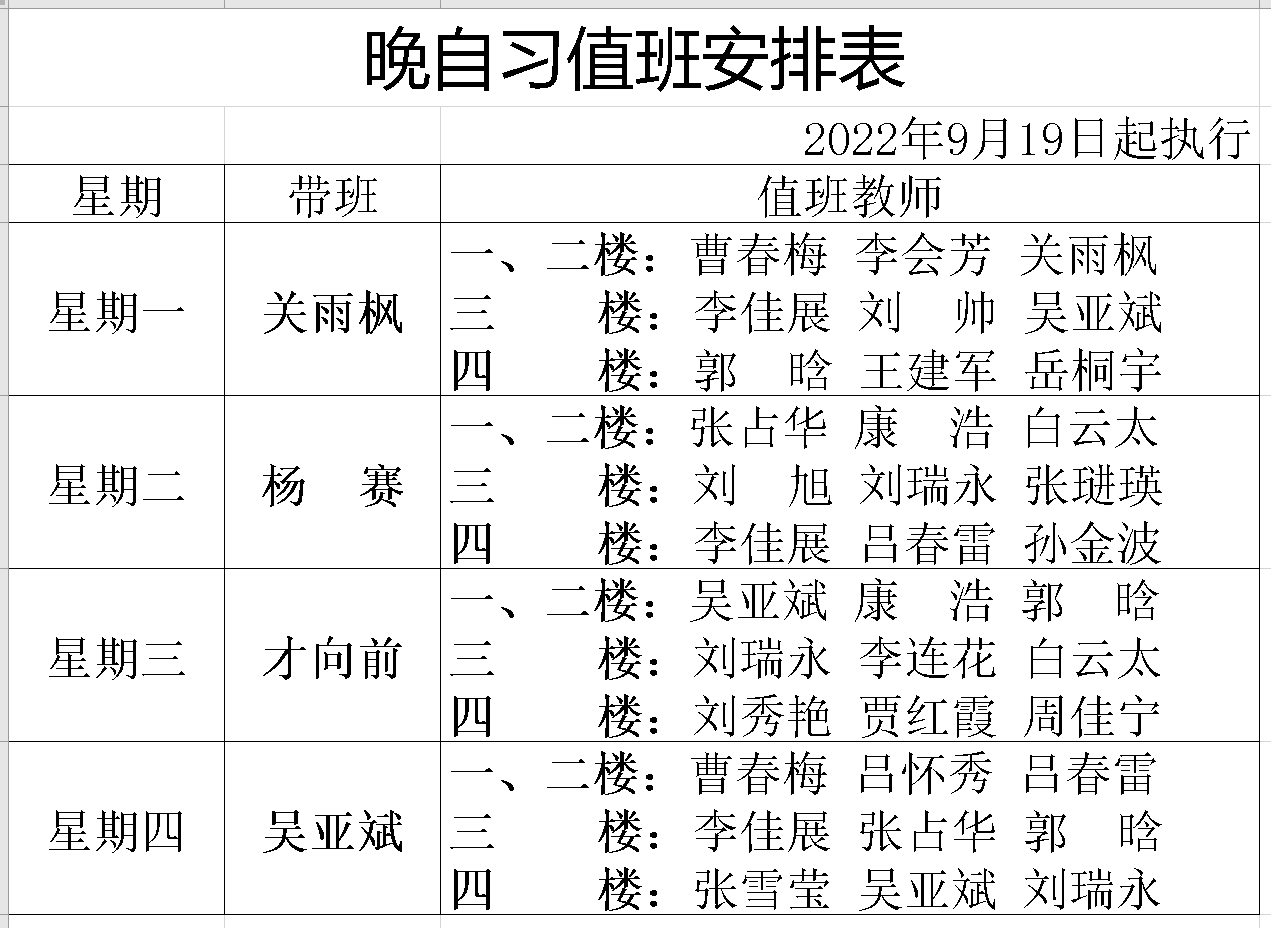 晚自习值班安排表
2022年9月19日起执行
星期 带班 值班教师
星期一 关雨枫
一、二楼：曹春梅 李会芳 关雨枫
三 楼：李佳展 刘 帅 吴亚斌
四 楼：郭 晗 王建军 岳桐宇
星期二 杨 赛
一、二楼：张占华 康 浩 白云太
三 楼：刘 旭 刘瑞永 张琎瑛
四 楼：李佳展 吕春雷 孙金波
星期三 才向前
一、二楼：吴亚斌 康 浩 郭 晗
三 楼：刘瑞永 李连花 白云太
四 楼：刘秀艳 贾红霞 周佳宁
星期四 吴亚斌
一、二楼：曹春梅 吕怀秀 吕春雷
三 楼：李佳展 张占华 郭 晗
四 楼：张雪莹 吴亚斌 刘瑞永